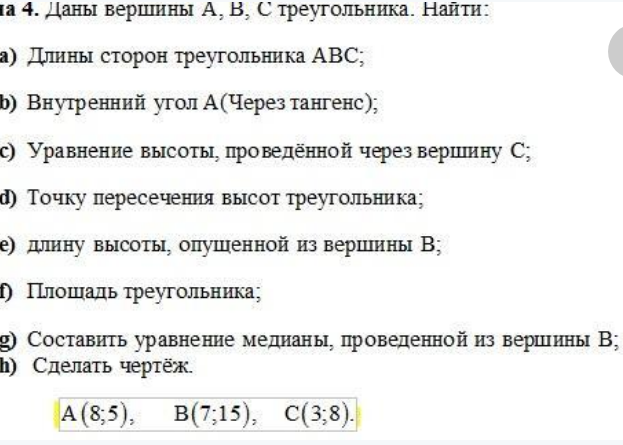 а 4. Даны вершины А, В, С треугольника. Найти:
a) Длины сторон треугольника АВС;
b) Внутренний угол А(Через тангенс);
c) Уравнение высоты, проведённой через вершину С;
d) Точку пересечения высот треугольника;
e) длину высоты, опущенной из вершины В;
f) Площадь треугольника;
g) Составить уравнение медианы, проведенной из вершины В;
h) Сделать чертёж.
А(8;5), В(7;15), С(3;8).